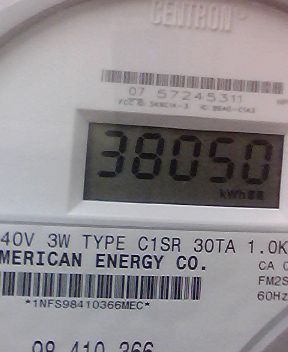 CENTRON
07 57245311
38050
kWh
40V 3W TYPE C1SR 30TA 1.0K
MERICAN ENERGY CO.
CA 0
FM2S
*1NFS98410366MEC*
60Hz
98 410 366